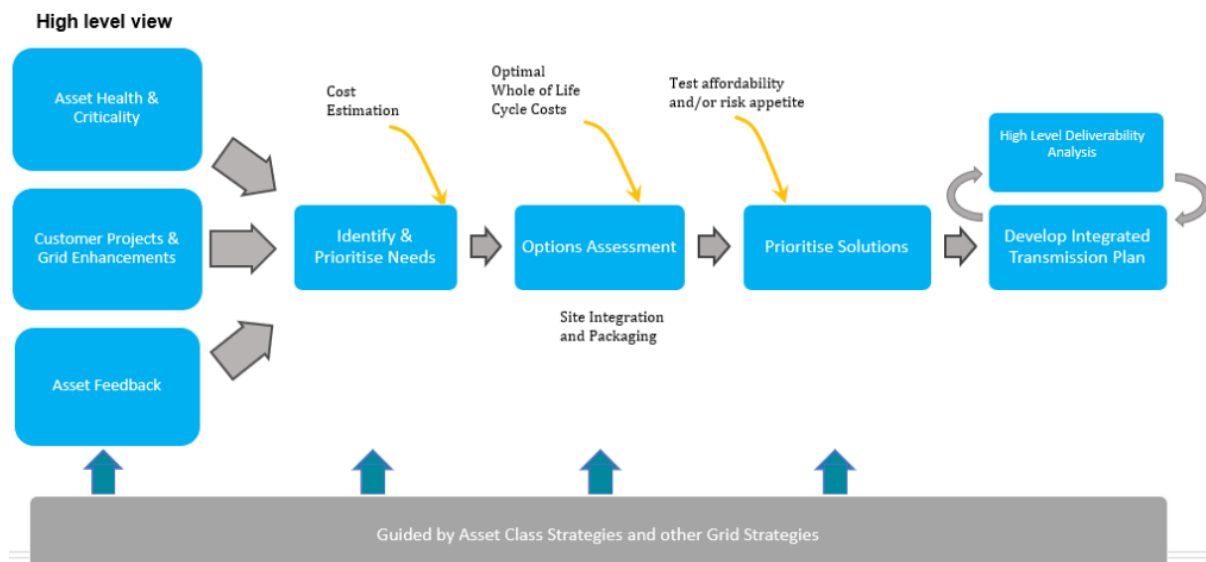 High level view
Asset Health &
Criticality
Customer Projects &
Grid Enhancements
Asset Feedback
Cost
Estimation
Identify &
Prioritise Needs
Optimal
Whole of Life
Cycle Costs
Options Assessment
Site Integration
and Packaging
Test affordability
and/or risk appetite
Prioritise Solutions
High Level Deliverability
Analysis
Develop Integrated
Transmission Plan
Guided by Asset Class Strategies and other Grid Strategies